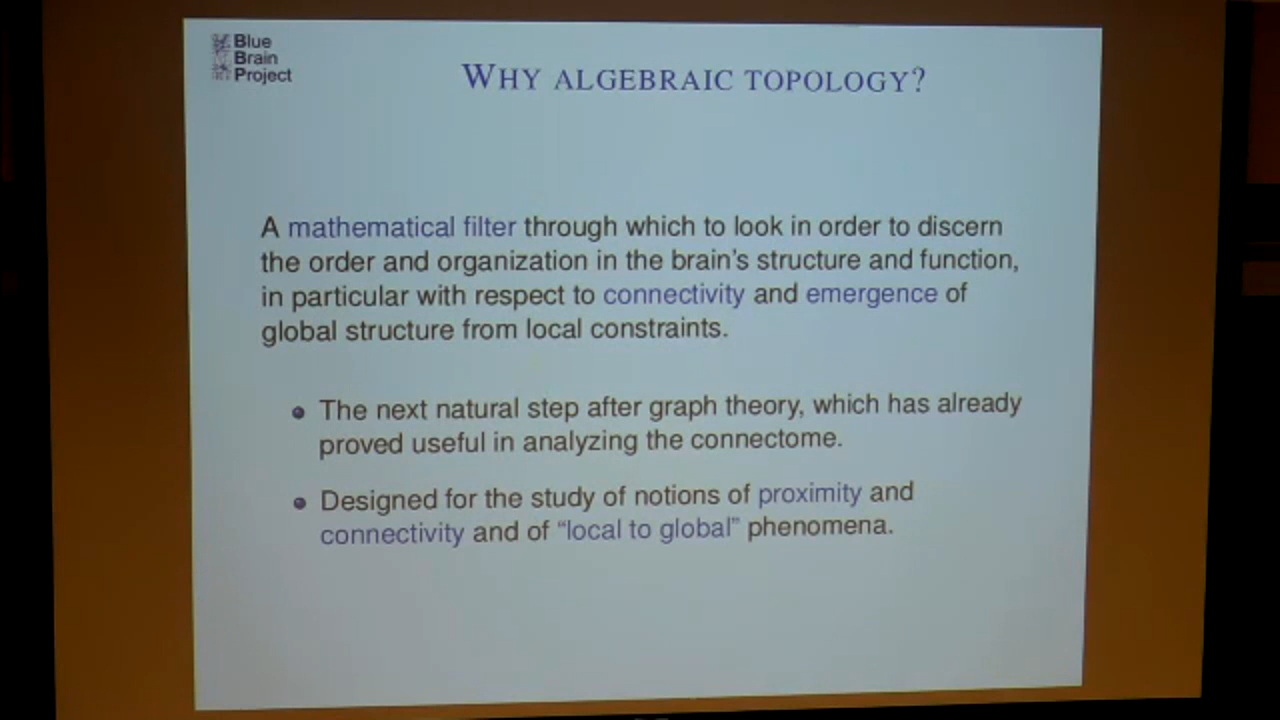 Blue
Brain
Project
WHY ALGEBRAIC TOPOLOGY?
A mathematical filter through which to look in order to discern
the order and organization in the brain's structure and function,
in particular with respect to connectivity and emergence of
global structure from local constraints.
The next natural step after graph theory, which has already
proved useful in analyzing the connectome.
Designed for the study of notions of proximity and
connectivity and of “local to global” phenomena.